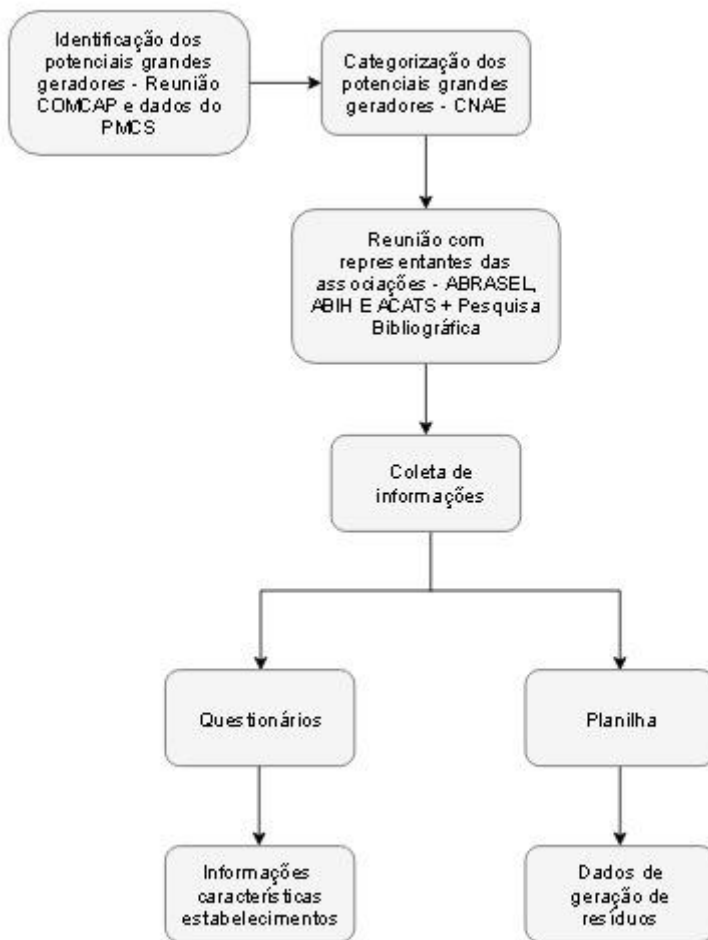 Identificação dos
potenciais grandes
geradores - Reunião
COMCAP e dados do
PMCS
Categorização dos
potenciais grandes
geradores - CNAE
Reunião com
representantes das
associações - ABRASEL,
ABIH E ACATS + Pesquisa
Bibliográfica
Coleta de
informações
Questionários
Planilha
Informações
características
estabelecimentos
Dados de
geração de
resíduos